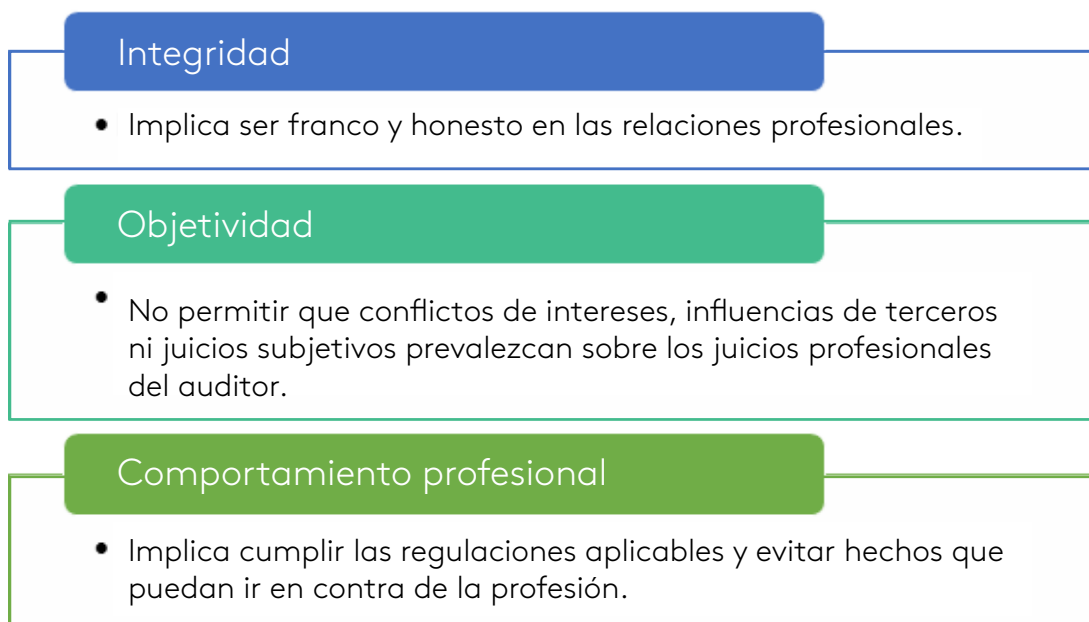 Integridad
• Implica ser franco y honesto en las relaciones profesionales.
Objetividad
• No permitir que conflictos de intereses, influencias de terceros
ni juicios subjetivos prevalezcan sobre los juicios profesionales
del auditor.
Comportamiento profesional
• Implica cumplir las regulaciones aplicables y evitar hechos que
puedan ir en contra de la profesión.